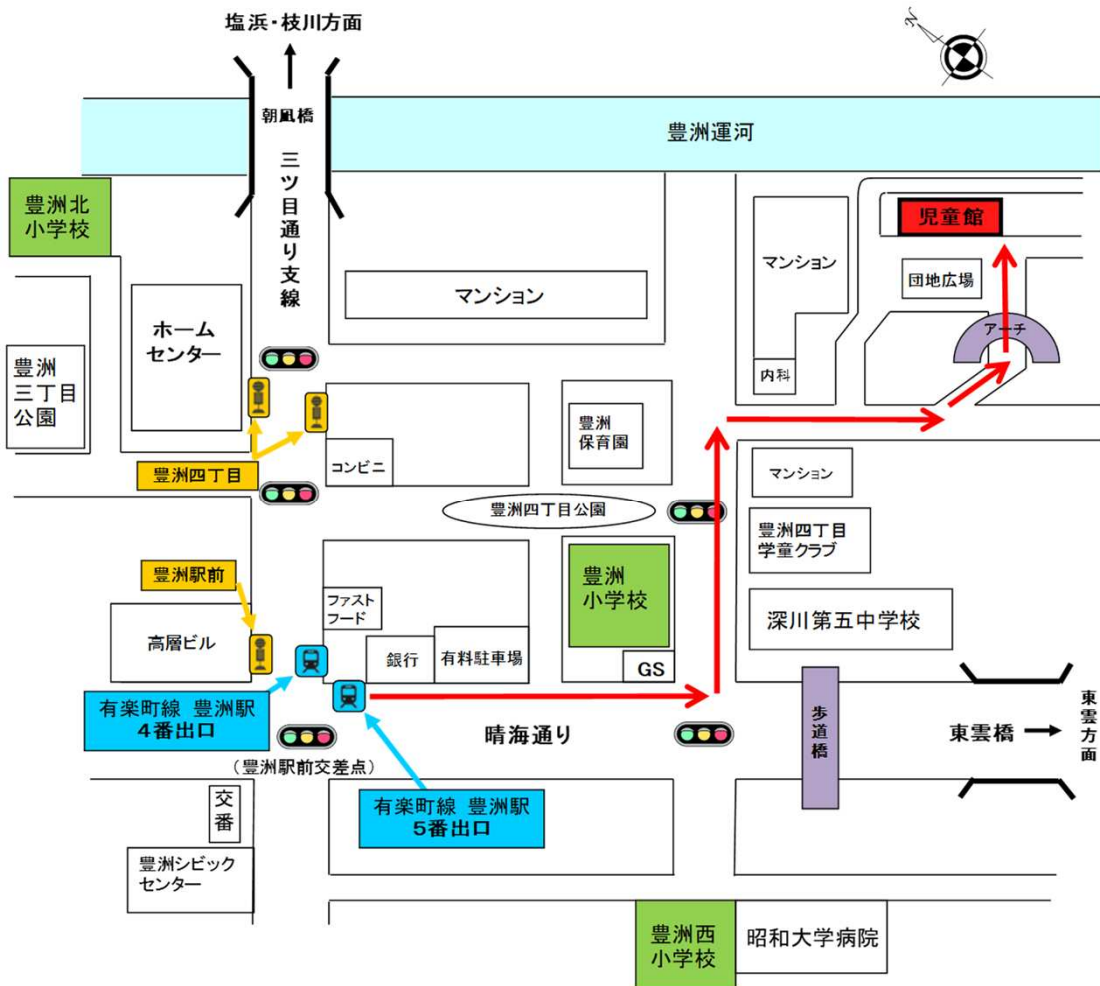 塩浜・枝川方面
N
朝凪橋
豊洲運河
三ツ目通り支線
豊洲北
小学校
児童館
マンション
団地広場
マンション
ホーム
センター
アーチ
豊洲
三丁目
公園
内科
豊洲
保育園
コンビニ
豊洲四丁目
マンション
豊洲四丁目公園
豊洲四丁目
学童クラブ
豊洲駅前
豊洲
小学校
ファスト
フード
深川第五中学校
高層ビル
銀行
有料駐車場
GS
有楽町線 豊洲駅
4番出口
歩道橋
晴海通り
東雲橋
東雲方面
(豊洲駅前交差点)
交番
有楽町線 豊洲駅
5番出口
豊洲シビック
センター
豊洲西
小学校
昭和大学病院